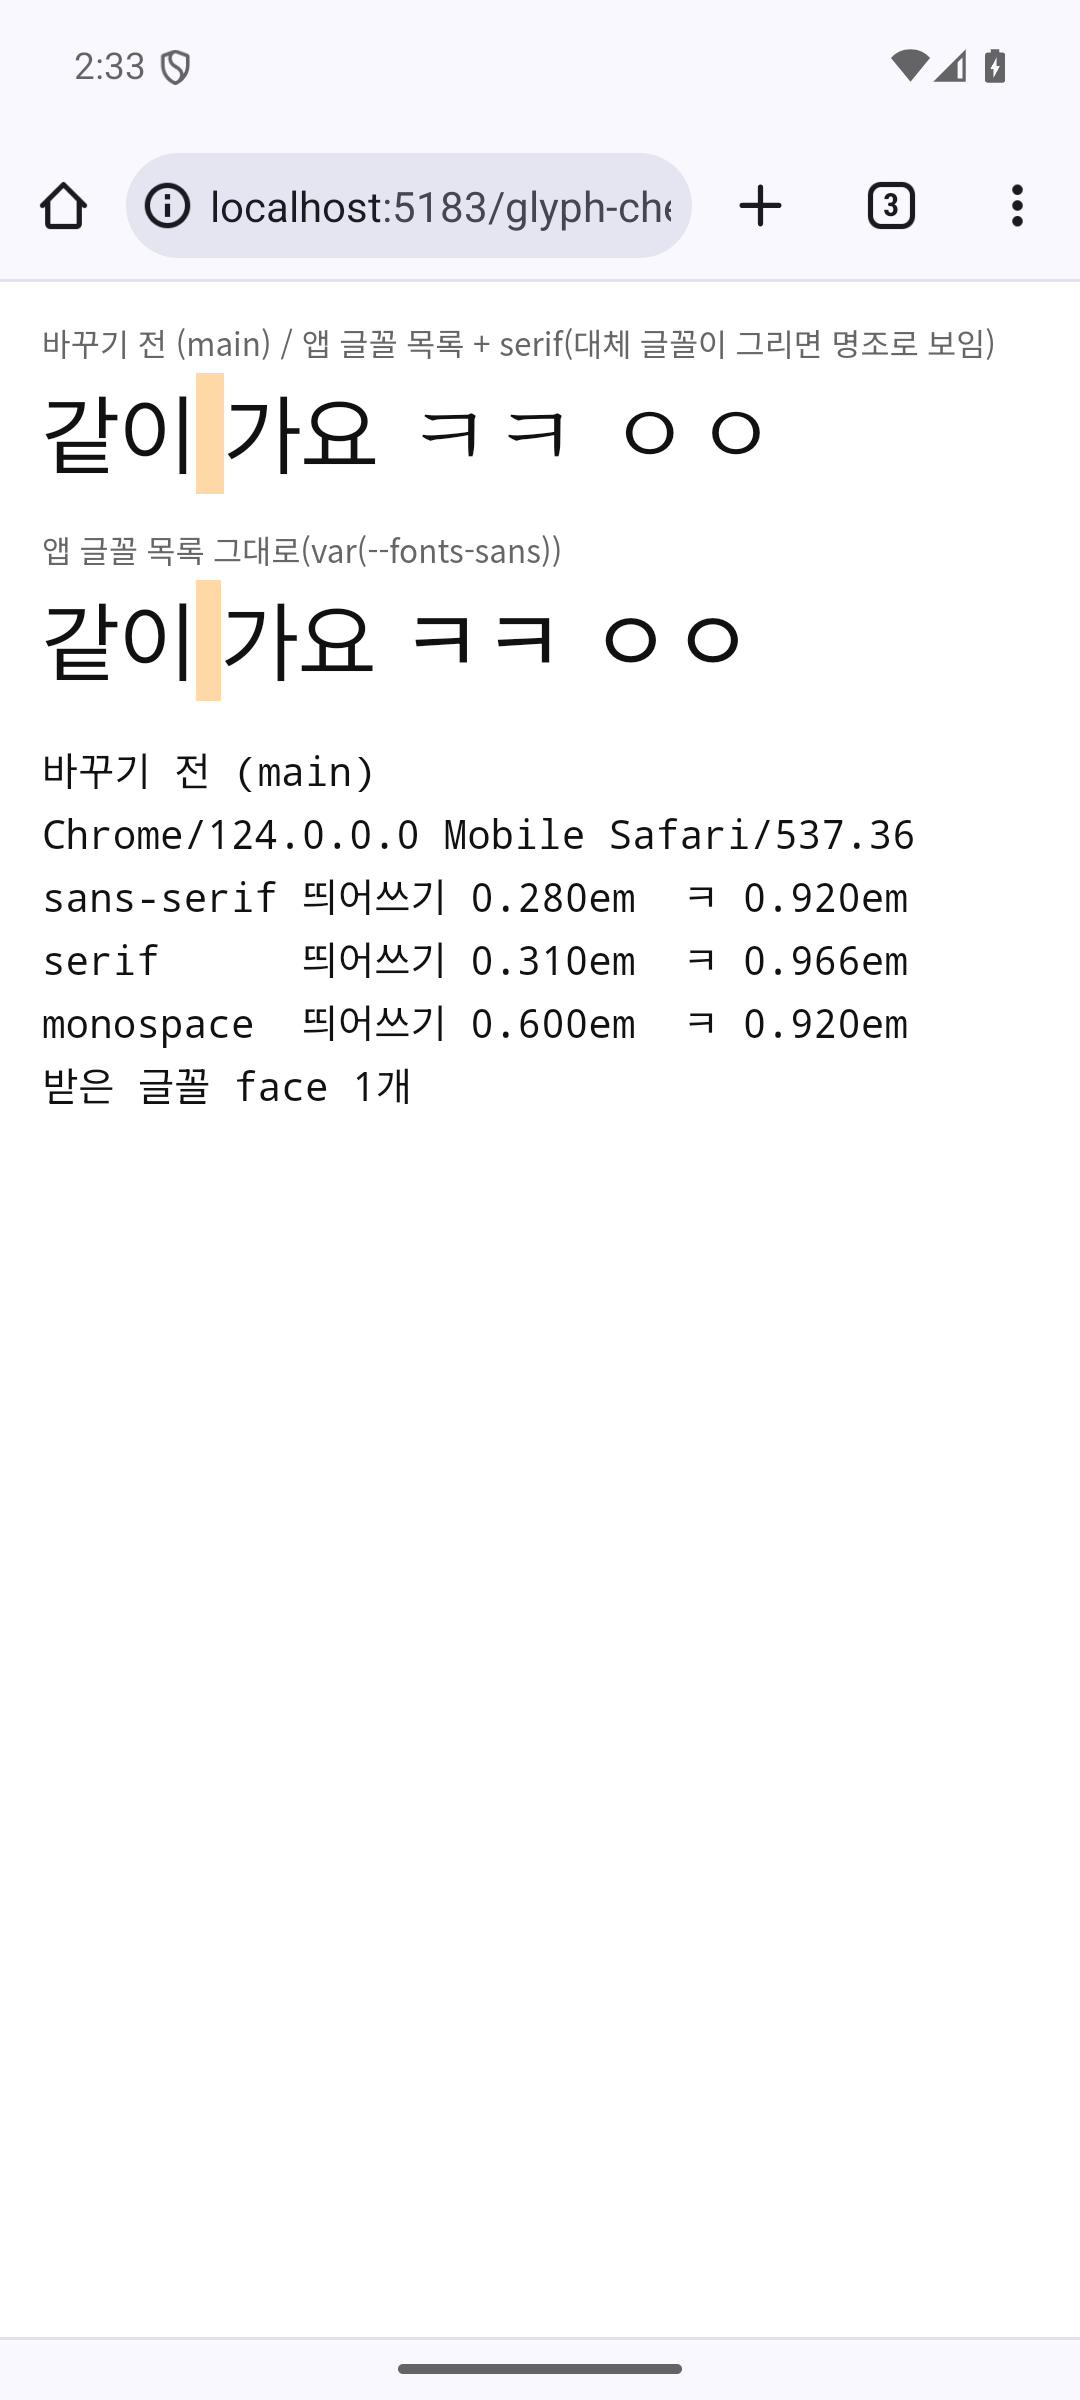 2:33
localhost:5183/glyph-che
3
바꾸기 전 (main) / 앱 글꼴 목록 + serif(대체 글꼴이 그리면 명조로 보임)
같이 가요 ㅋㅋ ㅇㅇ
앱 글꼴 목록 그대로(var(--fonts-sans))
같이 가요 ㅋㅋ ㅇㅇ
바꾸기 전 (main)
Chrome/124.0.0.0 Mobile Safari/537.36
sans-serif 띄어쓰기 0.280em ㅋ 0.920em
serif 띄어쓰기 0.310em ㅋ 0.966em
monospace 띄어쓰기 0.600em ㅋ 0.920em
받은 글꼴 face 1개